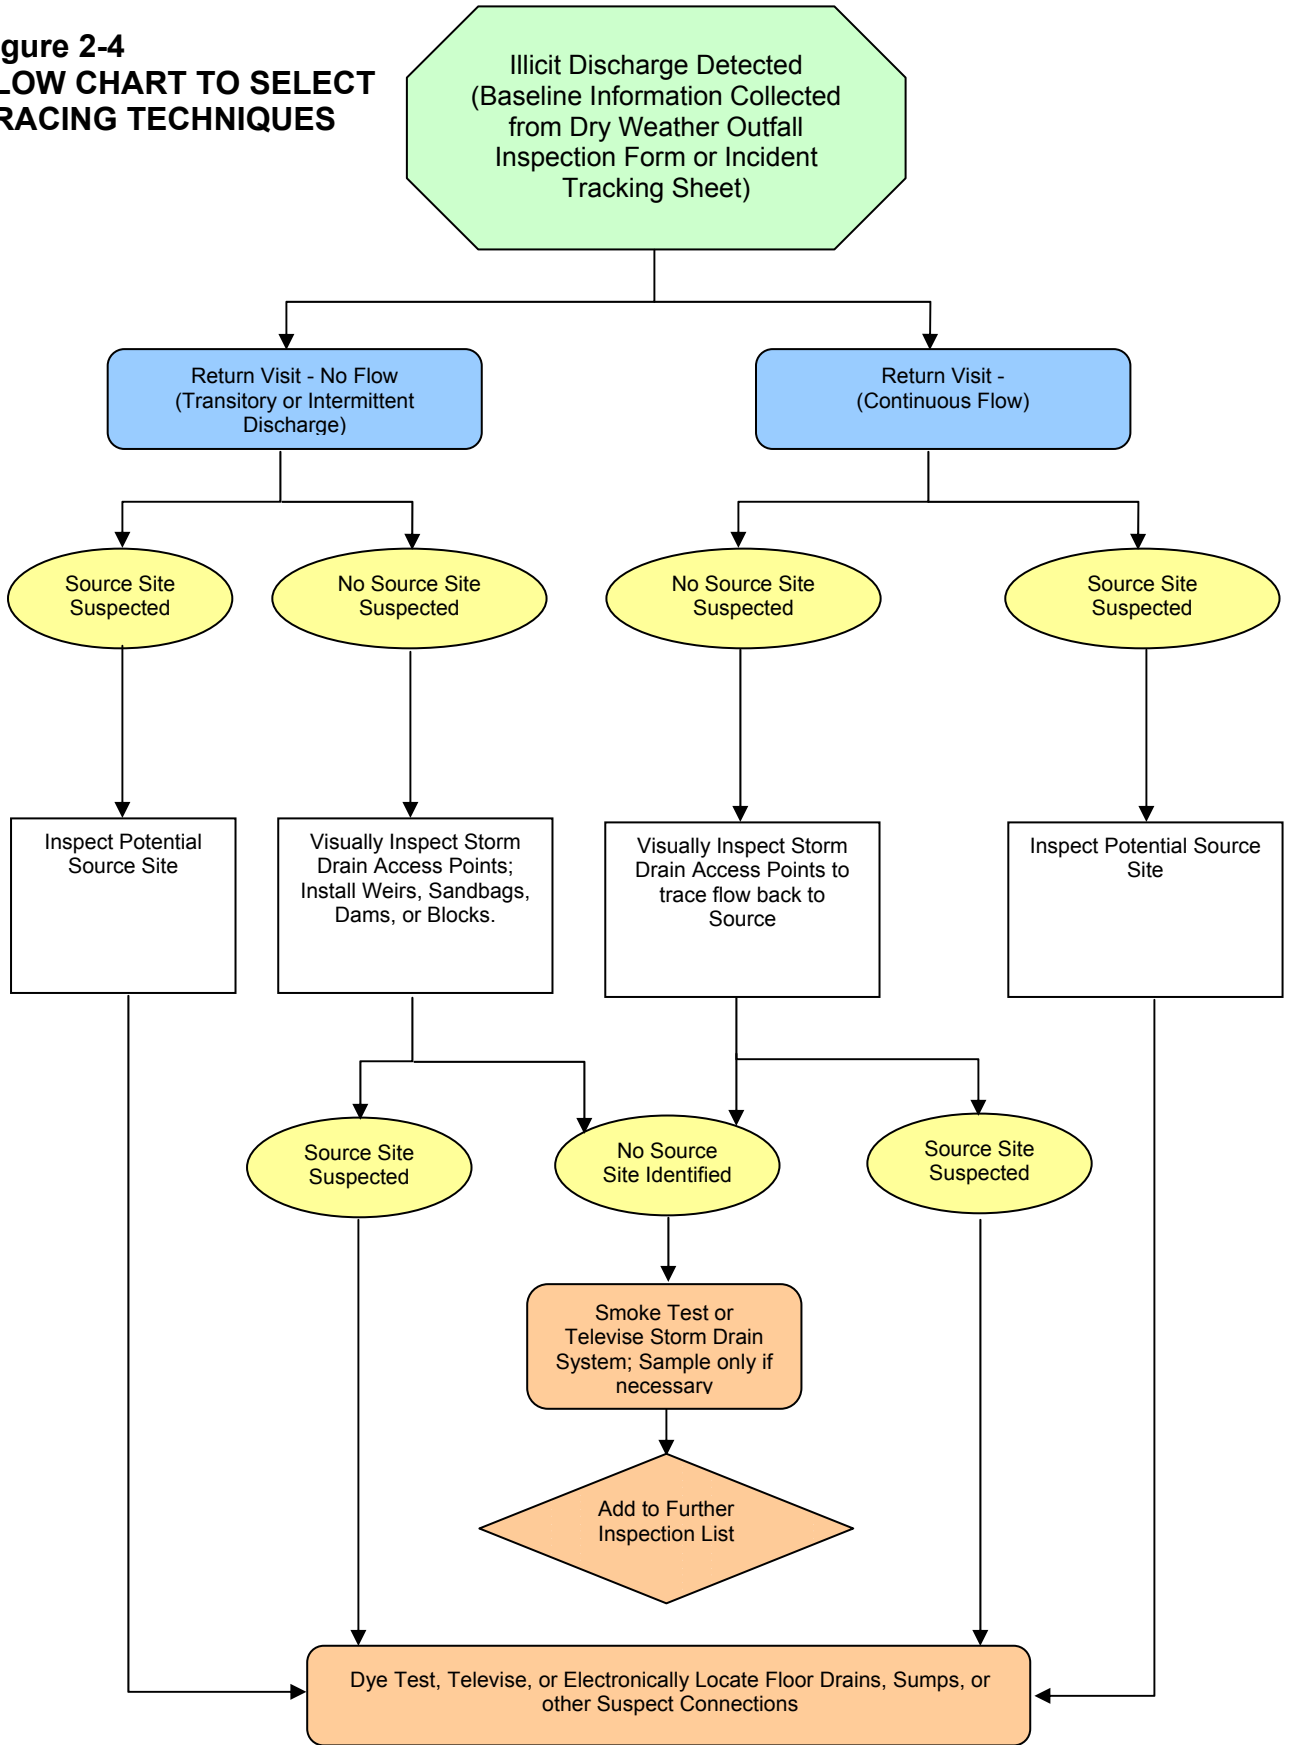 gure 2-4
LOW CHART TO SELECT
RACING TECHNIQUES
Illicit Discharge Detected
(Baseline Information Collected
from Dry Weather Outfall
Inspection Form or Incident
Tracking Sheet)
Return Visit - No Flow
(Transitory or Intermittent
Discharge)
Return Visit -
(Continuous Flow)
Source Site
Suspected
No Source Site
Suspected
No Source Site
Suspected
Source Site
Suspected
Inspect Potential
Source Site
Visually Inspect Storm
Drain Access Points;
Install Weirs, Sandbags,
Dams, or Blocks.
Visually Inspect Storm
Drain Access Points to
trace flow back to
Source
Inspect Potential Source
Site
Source Site
Suspected
No Source
Site Identified
Source Site
Suspected
Smoke Test or
Televise Storm Drain
System; Sample only if
necessary
Add to Further
Inspection List
Dye Test, Televise, or Electronically Locate Floor Drains, Sumps, or
other Suspect Connections